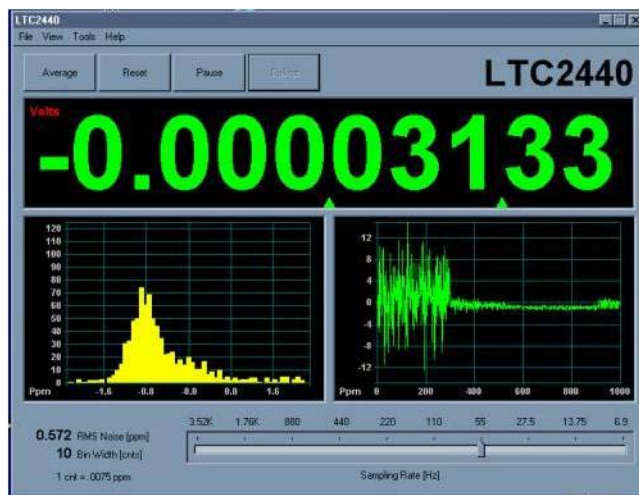 LTC2440
File View Tools Help
Average Reset Pause
LTC2440
Volts
-0.00003133
120
110
100
90
80
70
60
50
40
30
20
10
0
Ppm -1.6 -0.8 -0.0 0.8 1.6
12
8
4
0
-4
-8
-12
Ppm 0 200 400 600 800 1000
0.572 RMS Noise [ppm]
10 Bin Width [cnts]
1 cnt = .0075 ppm
3.52K 1.76K 880 440 220 110 55 27.5 13.75 6.9
Sampling Rate [Hz]